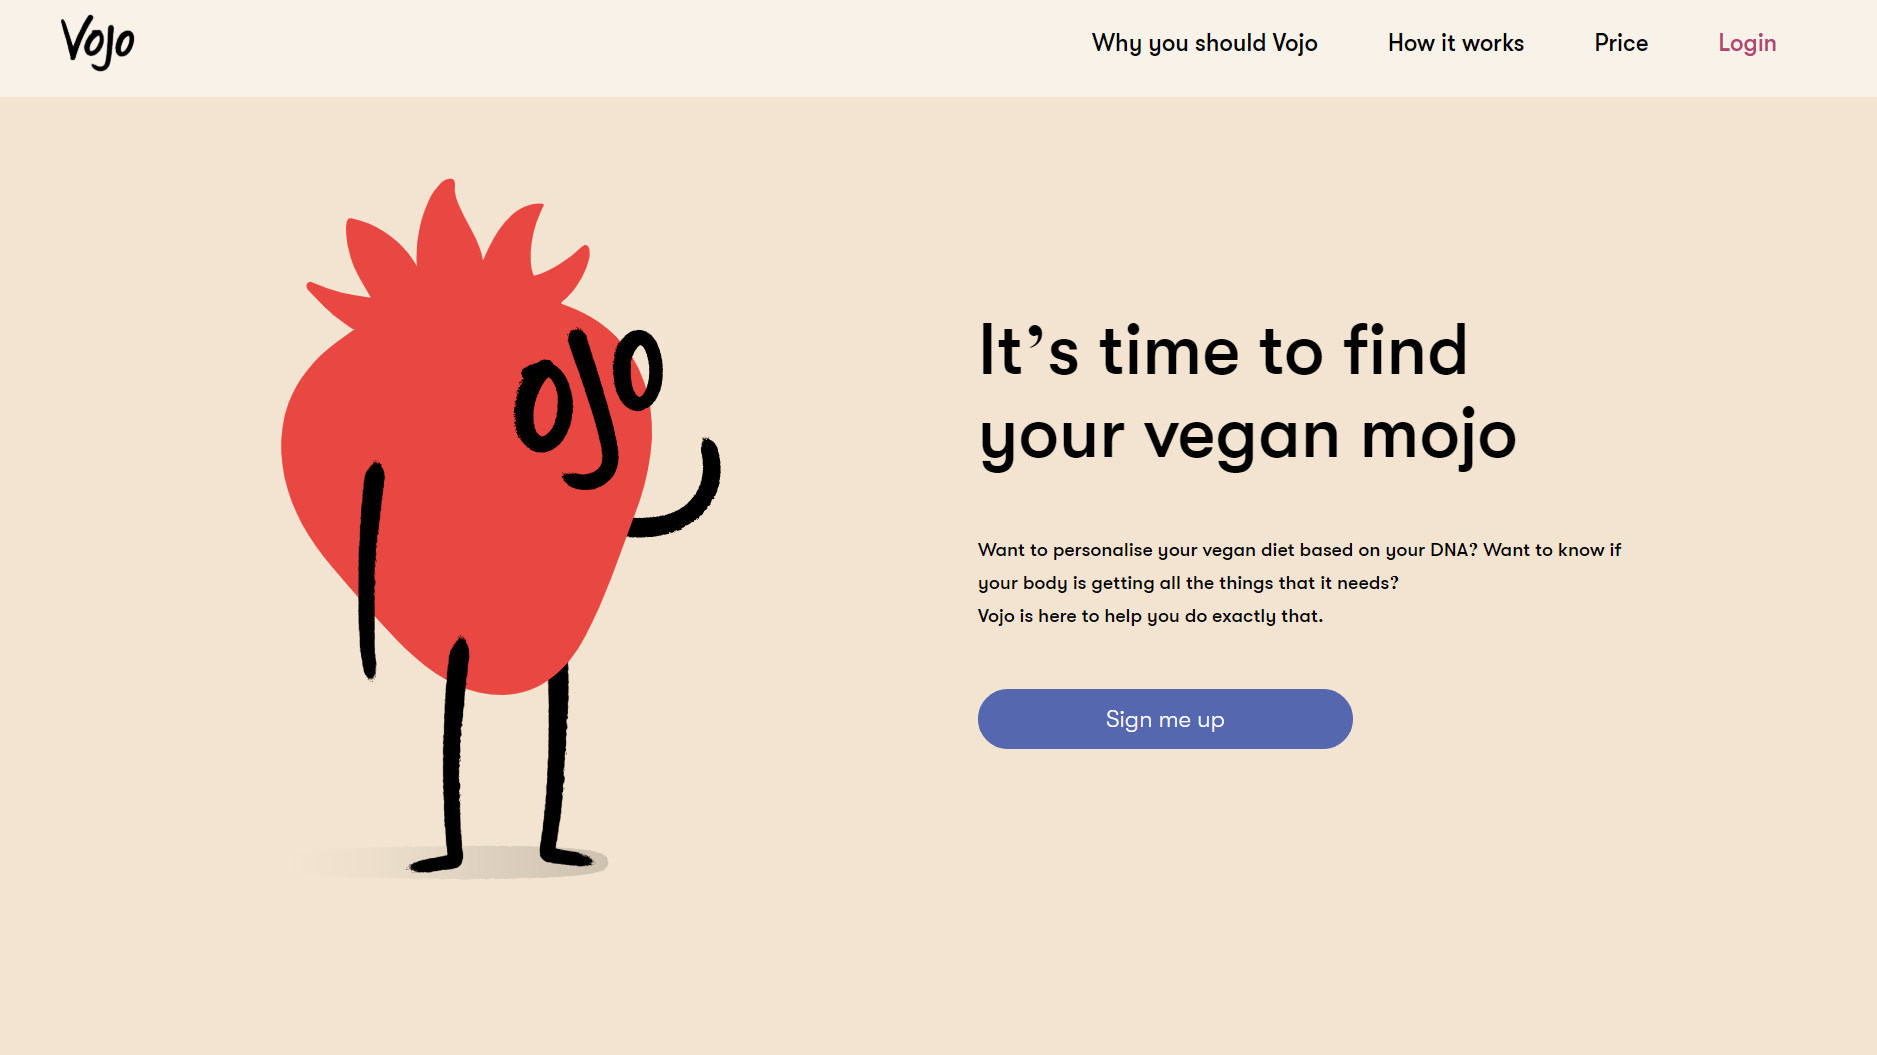 Vojo
Why you should Vojo
How it works
Price
Login
ojo
It’s time to find
your vegan mojo
Want to personalise your vegan diet based on your DNA? Want to know if
your body is getting all the things that it needs?
Vojo is here to help you do exactly that.
Sign me up